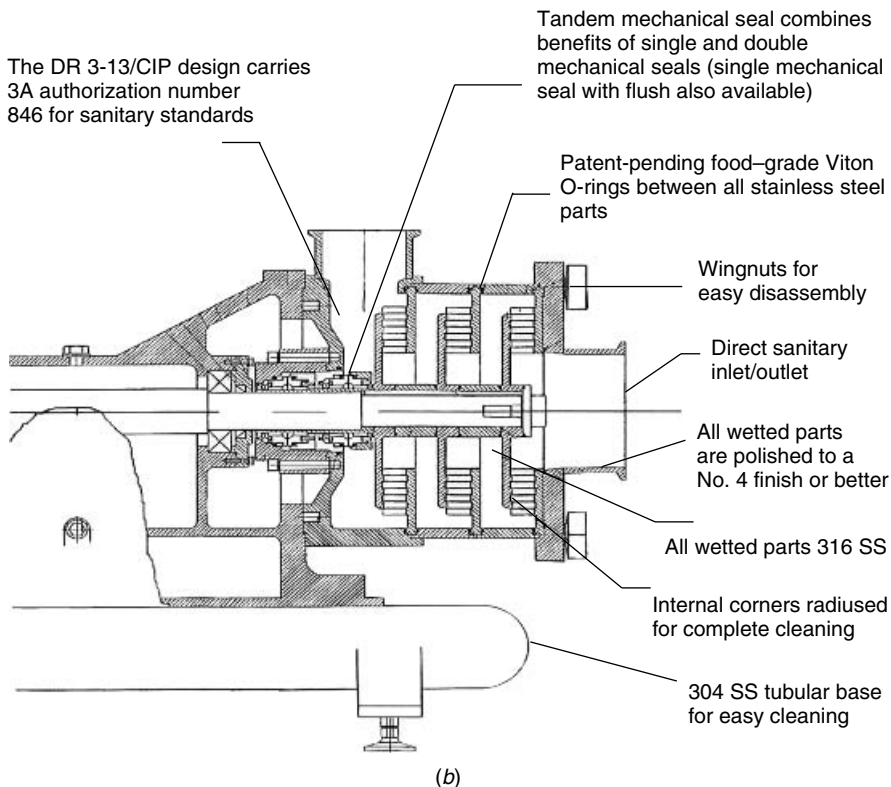 Tandem mechanical seal combines
benefits of single and double
mechanical seals (single mechanical
seal with flush also available)
The DR 3-13/CIP design carries
3A authorization number
846 for sanitary standards
Patent-pending food–grade Viton
O-rings between all stainless steel
parts
Wingnuts for
easy disassembly
Direct sanitary
inlet/outlet
All wetted parts
are polished to a
No. 4 finish or better
All wetted parts 316 SS
Internal corners radiused
for complete cleaning
304 SS tubular base
for easy cleaning
(b)